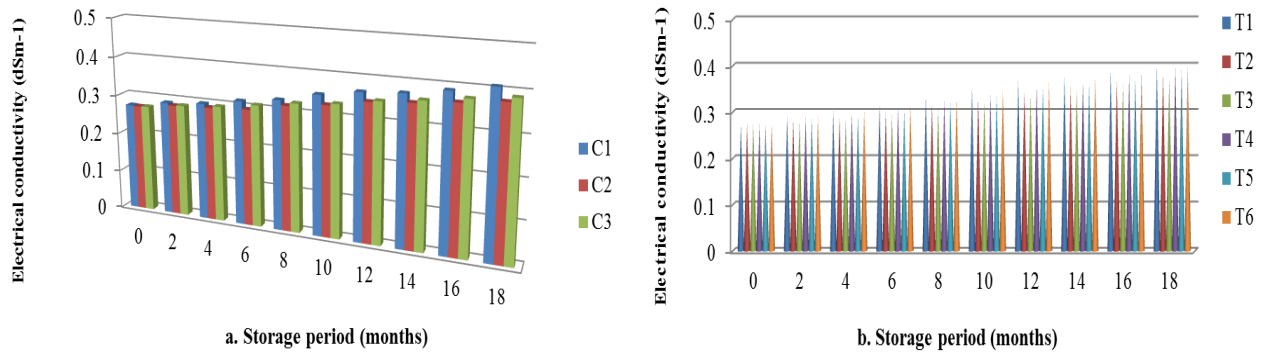 Electrical conductivity (dSm-1)
0.5
0.4
0.3
0.2
0.1
0
0 2 4 6 8 10 12 14 16 18
C1
C2
C3
a. Storage period (months)
Electrical conductivity (dSm-1)
0.5
0.4
0.3
0.2
0.1
0
0 2 4 6 8 10 12 14 16 18
T1
T2
T3
T4
T5
T6
b. Storage period (months)